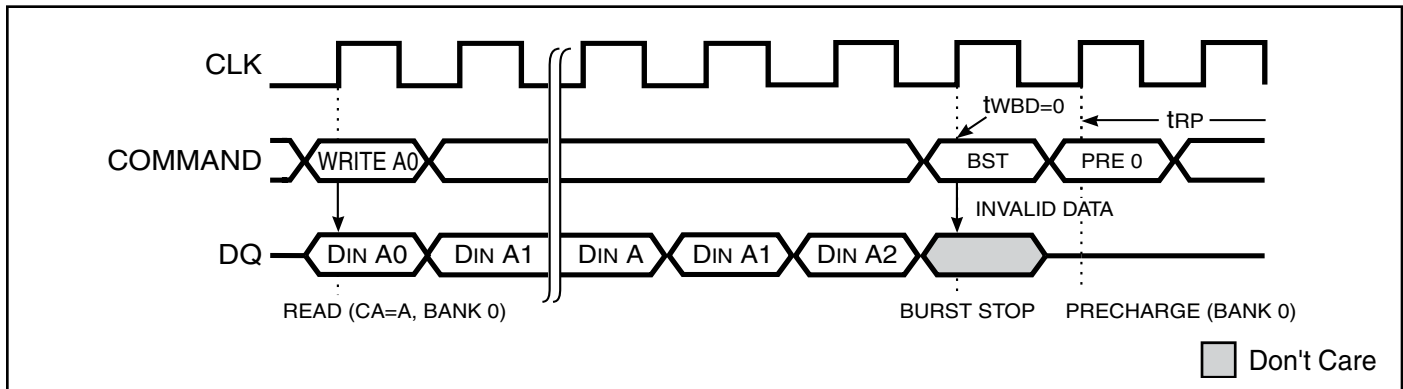 CLK
tWBD=0
tRP
COMMAND WRITE A0 BST PRE 0
INVALID DATA
DQ DIN A0 DIN A1 DIN A DIN A1 DIN A2
READ (CA=A, BANK 0) BURST STOP PRECHARGE (BANK 0)
Don't Care